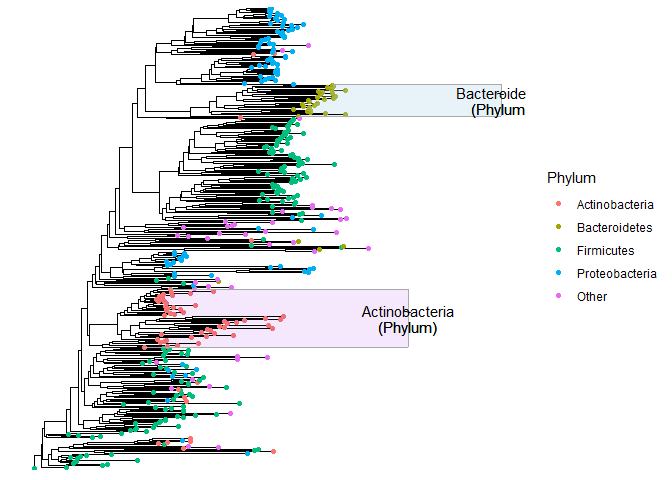 Bacteroide
(Phylum
Phylum
Actinobacteria
Bacteroidetes
Firmicutes
Proteobacteria
Other
Actinobacteria
(Phylum)